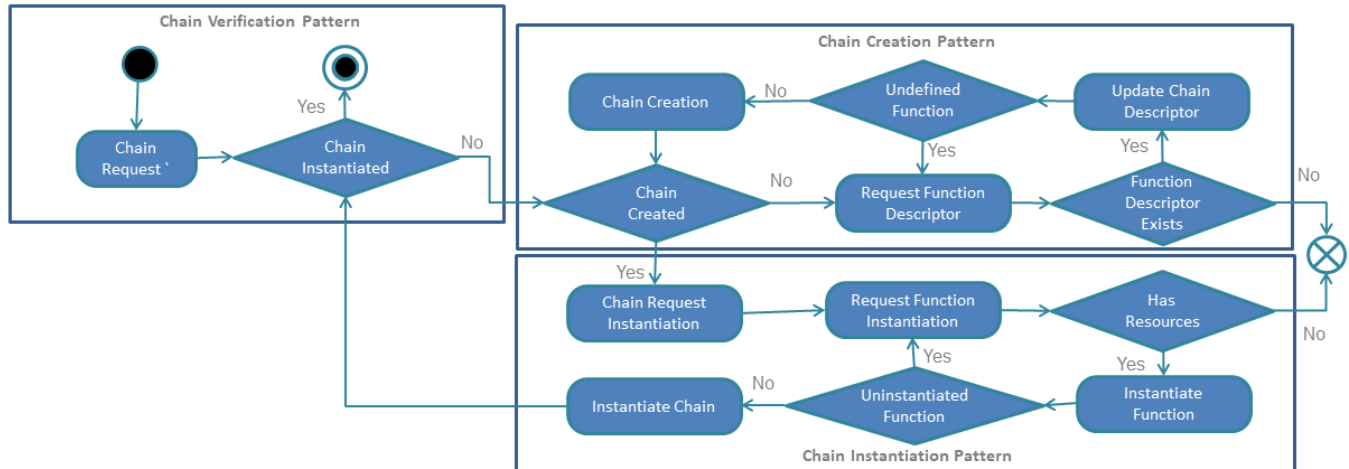 Chain Verification Pattern
Chain
Request `
Yes
Chain
Instantiated
No
Chain Creation Pattern
Chain Creation
No
Undefined
Function
Update Chain
Descriptor
Yes
Yes
Chain
Created
No
Request Function
Descriptor
Function
Descriptor
Exists
No
Yes
Chain Request
Instantiation
Request Function
Instantiation
Has
Resources
No
Yes
Yes
Instantiate Chain
No
Uninstantiated
Function
Instantiate
Function
Chain Instantiation Pattern